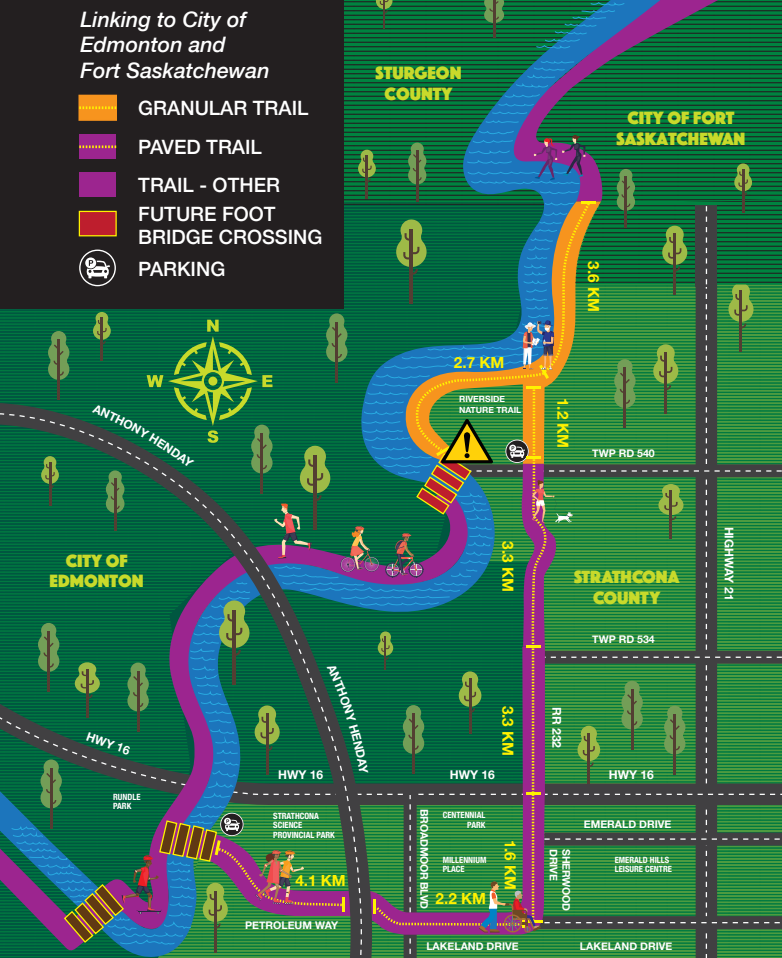 Linking to City of
Edmonton and
Fort Saskatchewan
GRANULAR TRAIL
PAVED TRAIL
TRAIL - OTHER
FUTURE FOOT
BRIDGE CROSSING
P
PARKING
STURGEON
COUNTY
CITY OF FORT
SASKATCHEWAN
3.6 KM
N
W
E
S
2.7 KM
RIVERSIDE
NATURE TRAIL
1.2 KM
ANTHONY HENDAY
!
P
TWP RD 540
CITY OF
EDMONTON
3.3 KM
STRATHCONA
COUNTY
HIGHWAY 21
TWP RD 534
ANTHONY HENDAY
3.3 KM
RR 232
HWY 16
HWY 16
HWY 16
HWY 16
RUNDLE
PARK
P
STRATHCONA
SCIENCE
PROVINCIAL PARK
BROADMOOR BLVD
CENTENNIAL
PARK
EMERALD DRIVE
MILLENNIUM
PLACE
1.6 KM
SHERWOOD
DRIVE
EMERALD HILLS
LEISURE CENTRE
4.1 KM
2.2 KM
PETROLEUM WAY
LAKELAND DRIVE
LAKELAND DRIVE